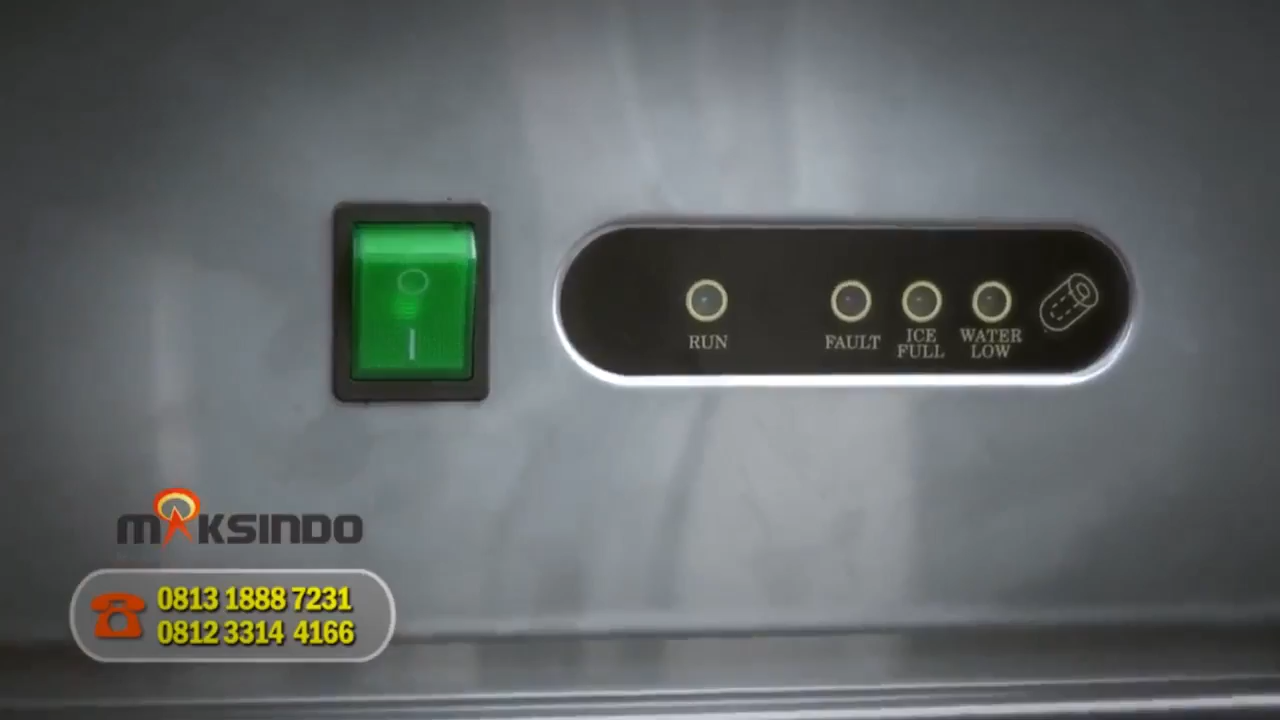 RUN
FAULT
ICE
FULL
WATER
LOW
MAKSINDO
0813 1888 7231
0812 3314 4166